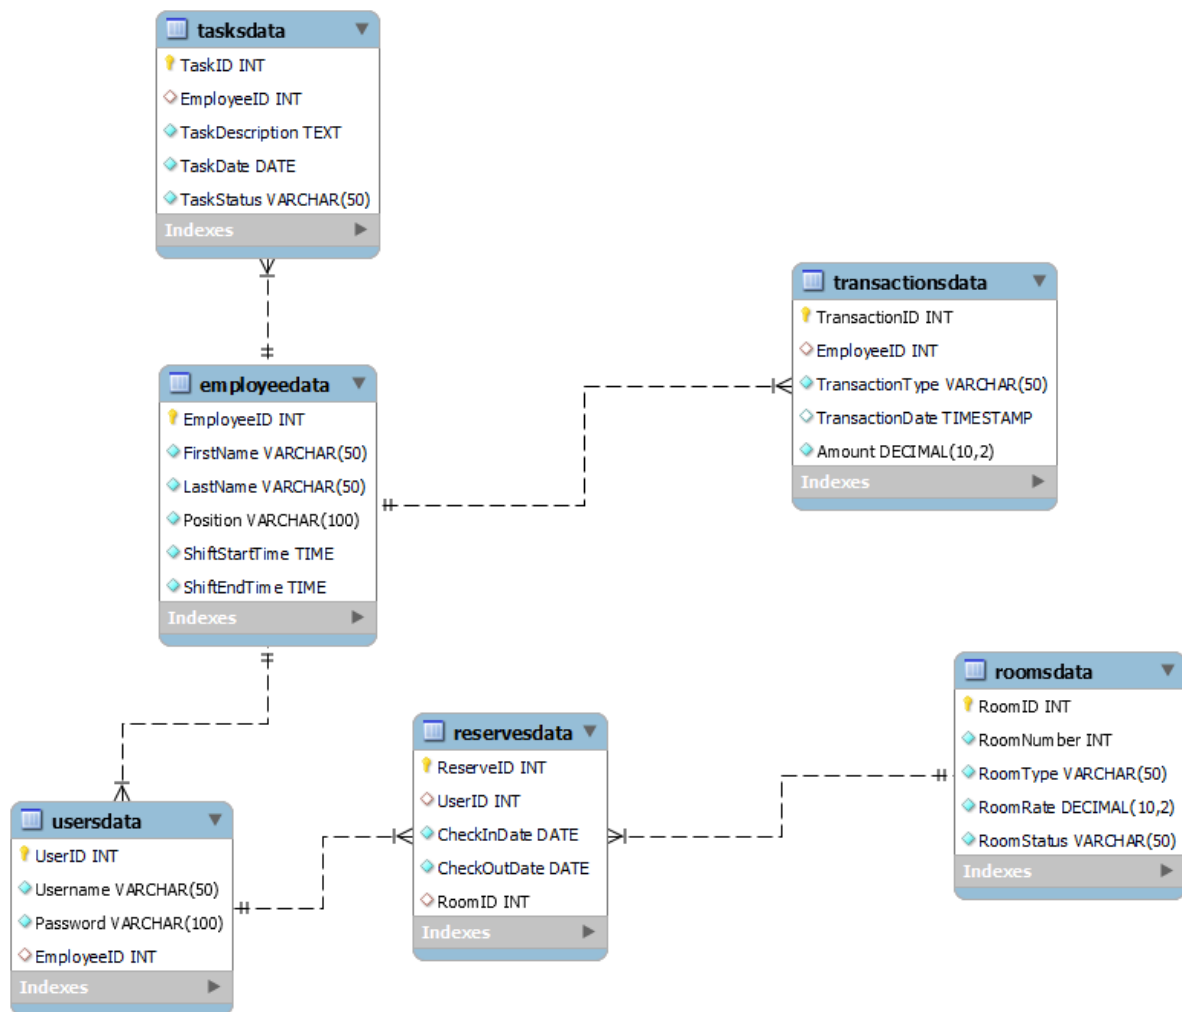 tasksdata
TaskID INT
EmployeeID INT
TaskDescription TEXT
TaskDate DATE
TaskStatus VARCHAR(50)
Indexes
employeedata
EmployeeID INT
FirstName VARCHAR(50)
LastName VARCHAR(50)
Position VARCHAR(100)
ShiftStartTime TIME
ShiftEndTime TIME
Indexes
transactionsdata
TransactionID INT
EmployeeID INT
TransactionType VARCHAR(50)
TransactionDate TIMESTAMP
Amount DECIMAL(10,2)
Indexes
usersdata
UserID INT
Username VARCHAR(50)
Password VARCHAR(100)
EmployeeID INT
Indexes
reservesdata
ReserveID INT
UserID INT
CheckInDate DATE
CheckOutDate DATE
RoomID INT
Indexes
roomsdata
RoomID INT
RoomNumber INT
RoomType VARCHAR(50)
RoomRate DECIMAL(10,2)
RoomStatus VARCHAR(50)
Indexes